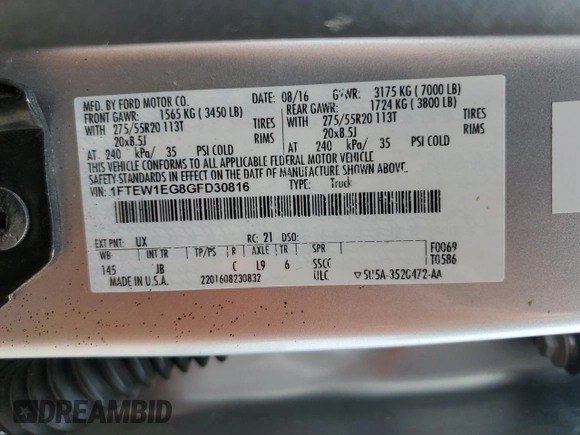 MFD. BY FORD MOTOR CO.
DATE: 08/16 GVWR: 3175 KG ( 7000 LB)
FRONT GAWR: 1565 KG ( 3450 LB) REAR GAWR: 1724 KG ( 3800 LB)
WITH 275/55R20 113T TIRES WITH 275/55R20 113T TIRES
20x8.5J RIMS 20x8.5J RIMS
AT 240 kPa/ 35 PSI COLD AT 240 kPa/ 35 PSI COLD
THIS VEHICLE CONFORMS TO ALL APPLICABLE FEDERAL MOTOR VEHICLE
SAFETY STANDARDS IN EFFECT ON THE DATE OF MANUFACTURE SHOWN ABOVE.
VIN: 1FTEW1EG8GFD30816 TYPE: Truck
EXT PNT: UX RC: 21 DSO:
WB INT TR TP/PS R AXLE TR SPR F0069
145 JB C L9 6 SSCC T0586
MADE IN U.S.A. 2201608230832 ULC
DREAMBID